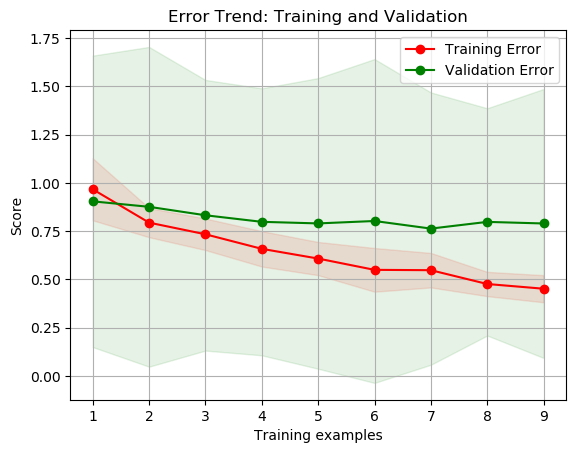 Error Trend: Training and Validation
Training Error
Validation Error
Score
1.75
1.50
1.25
1.00
0.75
0.50
0.25
0.00
1 2 3 4 5 6 7 8 9
Training examples